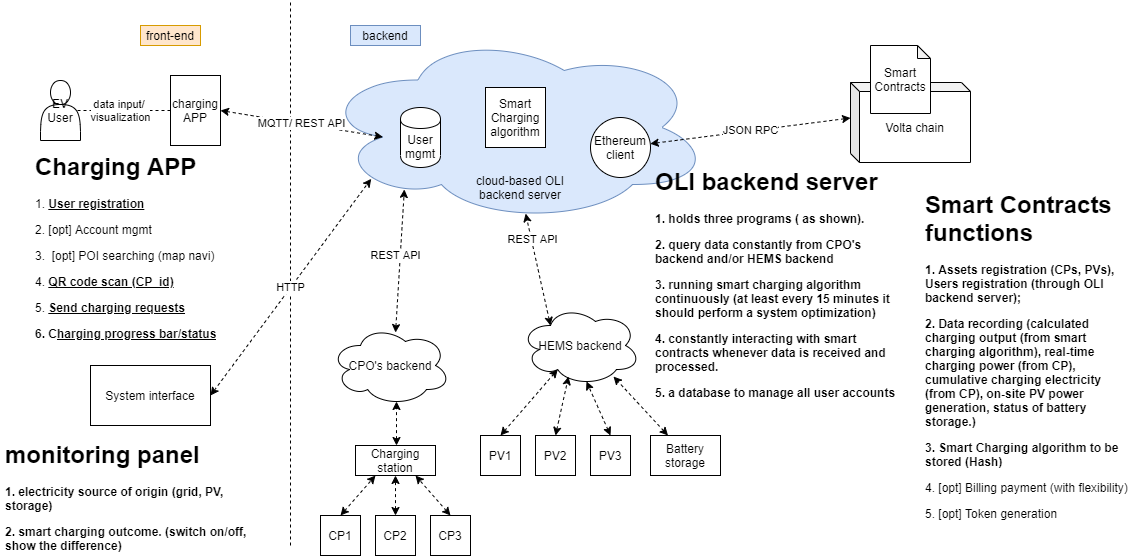 front-end
backend
EV
User
data input/
visualization
charging
APP
MQTT/ REST API
User
mgmt
Smart
Charging
algorithm
Ethereum
client
cloud-based OLI
backend server
JSON RPC
Smart
Contracts
Volta chain
Charging APP
1. User registration
2. [opt] Account mgmt
3. [opt] POI searching (map navi)
4. QR code scan (CP_id)
5. Send charging requests
6. Charging progress bar/status
HTTP
System interface
monitoring panel
1. electricity source of origin (grid, PV,
storage)
2. smart charging outcome. (switch on/off,
show the difference)
REST API
CPO's backend
Charging
station
CP1
CP2
CP3
REST API
HEMS backend
PV1
PV2
PV3
Battery
storage
OLI backend server
1. holds three programs ( as shown).
2. query data constantly from CPO's
backend and/or HEMS backend
3. running smart charging algorithm
continuously (at least every 15 minutes it
should perform a system optimization)
4. constantly interacting with smart
contracts whenever data is received and
processed.
5. a database to manage all user accounts
Smart Contracts
functions
1. Assets registration (CPs, PVs),
Users registration (through OLI
backend server);
2. Data recording (calculated
charging output (from smart
charging algorithm), real-time
charging power (from CP),
cumulative charging electricity
(from CP), on-site PV power
generation, status of battery
storage.)
3. Smart Charging algorithm to be
stored (Hash)
4. [opt] Billing payment (with flexibility)
5. [opt] Token generation